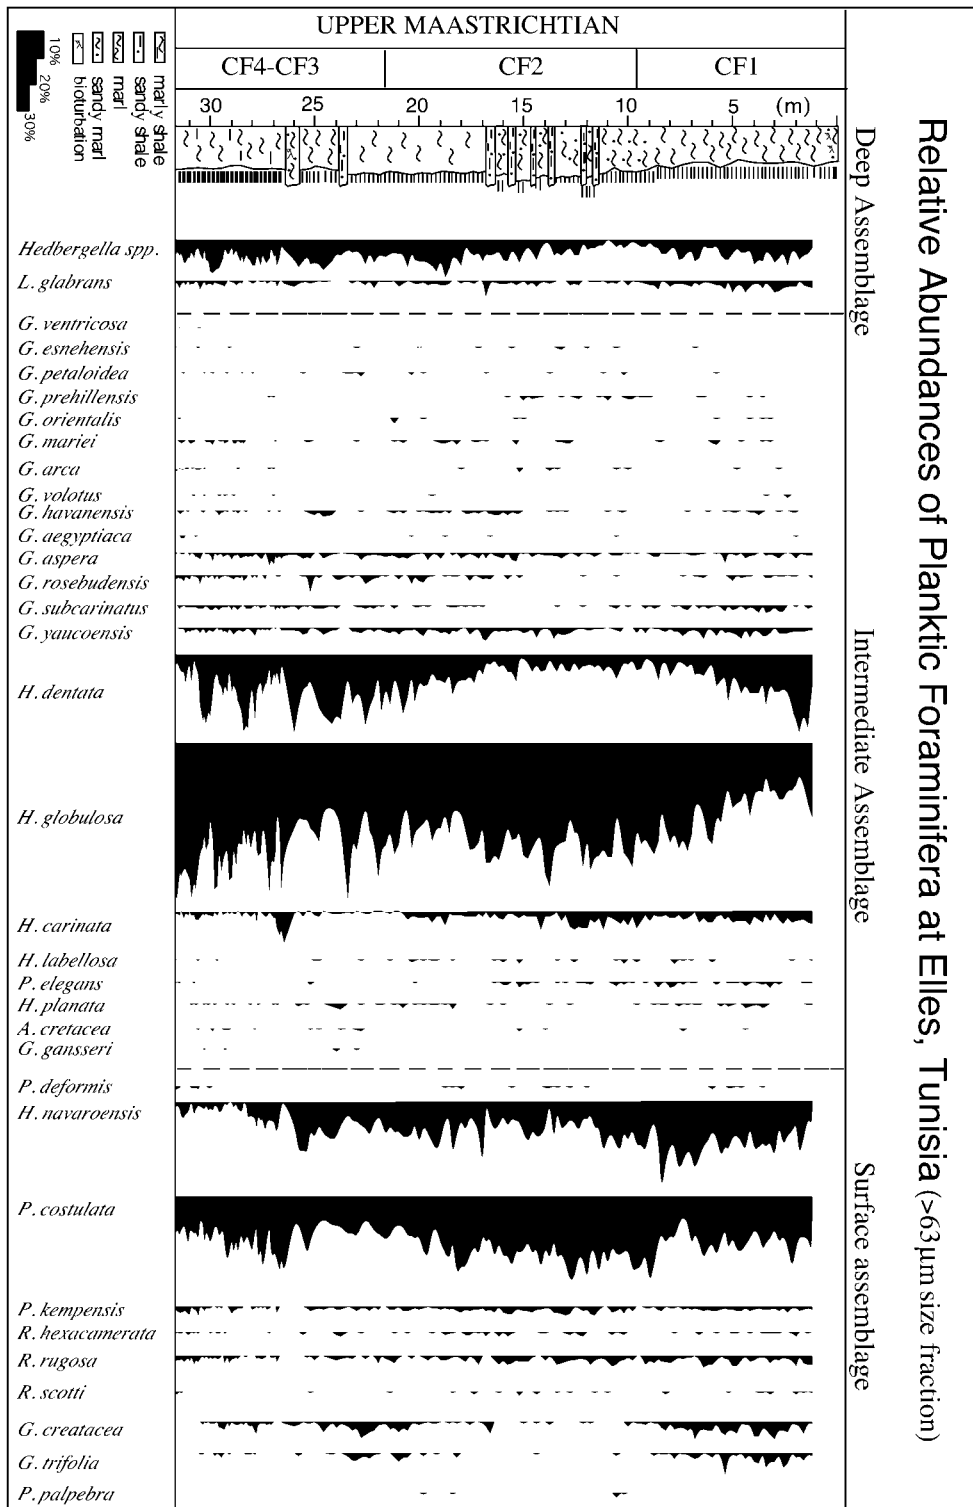 UPPER MAASTRICHTIAN
CF4-CF3 CF2 CF1
30 25 20 15 10 5 (m)
10%
20%
30%
marly shale
sandy shale
marl
sandy marl
bioturbation
Relative Abundances of Planktic Foraminifera at Elles, Tunisia (>63 µm size fraction)
Deep Assemblage
Hedbergella spp.
L. glabrans
Intermediate Assemblage
G. ventricosa
G. esnehensis
G. petaloidea
G. prehillensis
G. orientalis
G. mariei
G. arca
G. volotus
G. havanensis
G. aegyptiaca
G. aspera
G. rosebudensis
G. subcarinatus
G. yaucoensis
H. dentata
H. globulosa
H. carinata
H. labellosa
P. elegans
H. planata
A. cretacea
G. gansseri
Surface assemblage
P. deformis
H. navaroensis
P. costulata
P. kempensis
R. hexacamerata
R. rugosa
R. scotti
G. creatacea
G. trifolia
P. palpebra